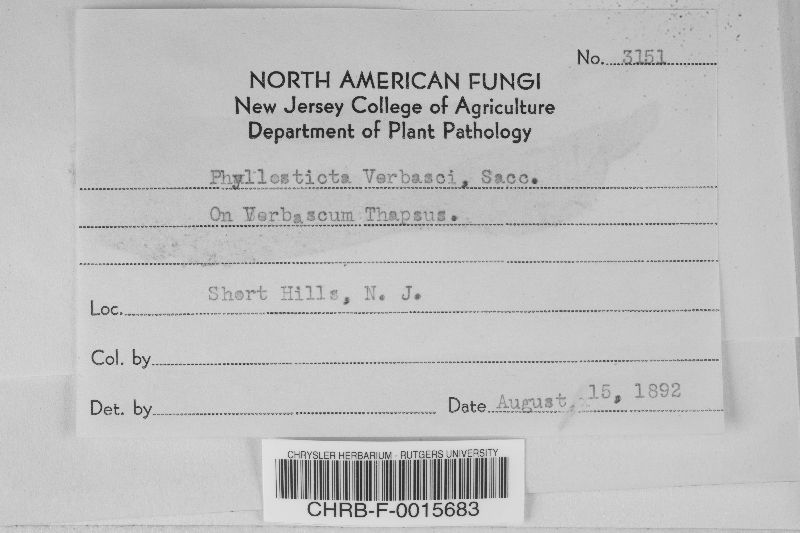 No. 3151
NORTH AMERICAN FUNGI
New Jersey College of Agriculture
Department of Plant Pathology
Phyllosticta Verbasci, Sacc.
On Verbascum Thapsus.
Loc. Short Hills, N. J.
Col. by
Det. by Date August, 15, 1892
CHRYSLER HERBARIUM - RUTGERS UNIVERSITY
CHRB-F-0015683